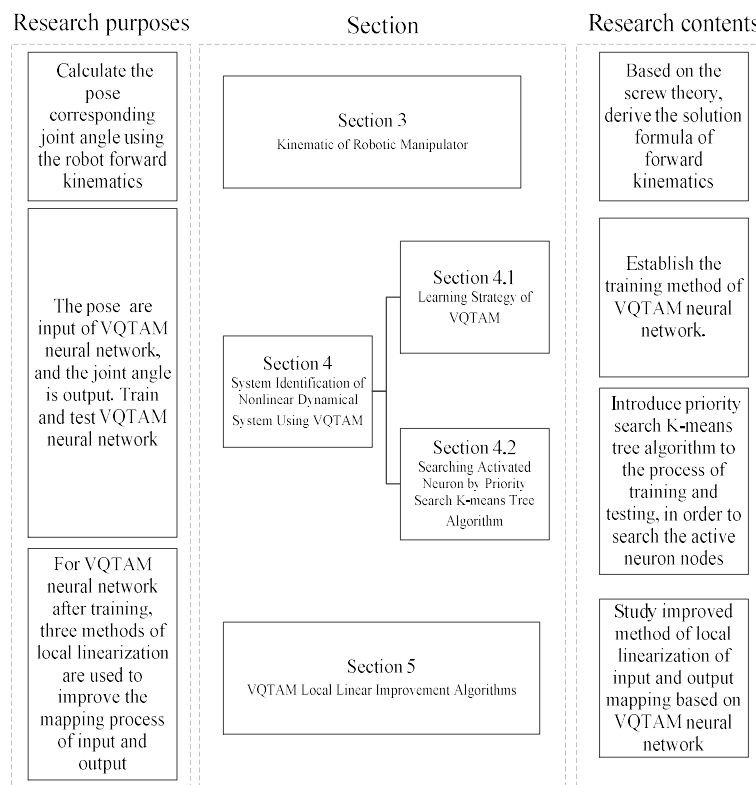 Research purposes
Calculate the
pose
corresponding
joint angle using
the robot forward
kinematics
The pose are
input of VQTAM
neural network,
and the joint angle
is output. Train
and test VQTAM
neural network
For VQTAM
neural network
after training,
three methods of
local linearization
are used to
improve the
mapping process
of input and
output
Section
Section 3
Kinematic of Robotic Manipulator
Section 4
System Identification of
Nonlinear Dynamical
System Using VQTAM
Section 4.1
Learning Strategy of
VQTAM
Section 4.2
Searching Activated
Neuron by Priority
Search K-means Tree
Algorithm
Section 5
VQTAM Local Linear Improvement Algorithms
Research contents
Based on the
screw theory,
derive the solution
formula of
forward
kinematics
Establish the
training method of
VQTAM neural
network.
Introduce priority
search K-means
tree algorithm to
the process of
training and
testing, in order to
search the active
neuron nodes
Study improved
method of local
linearization of
input and output
mapping based on
VQTAM neural
network